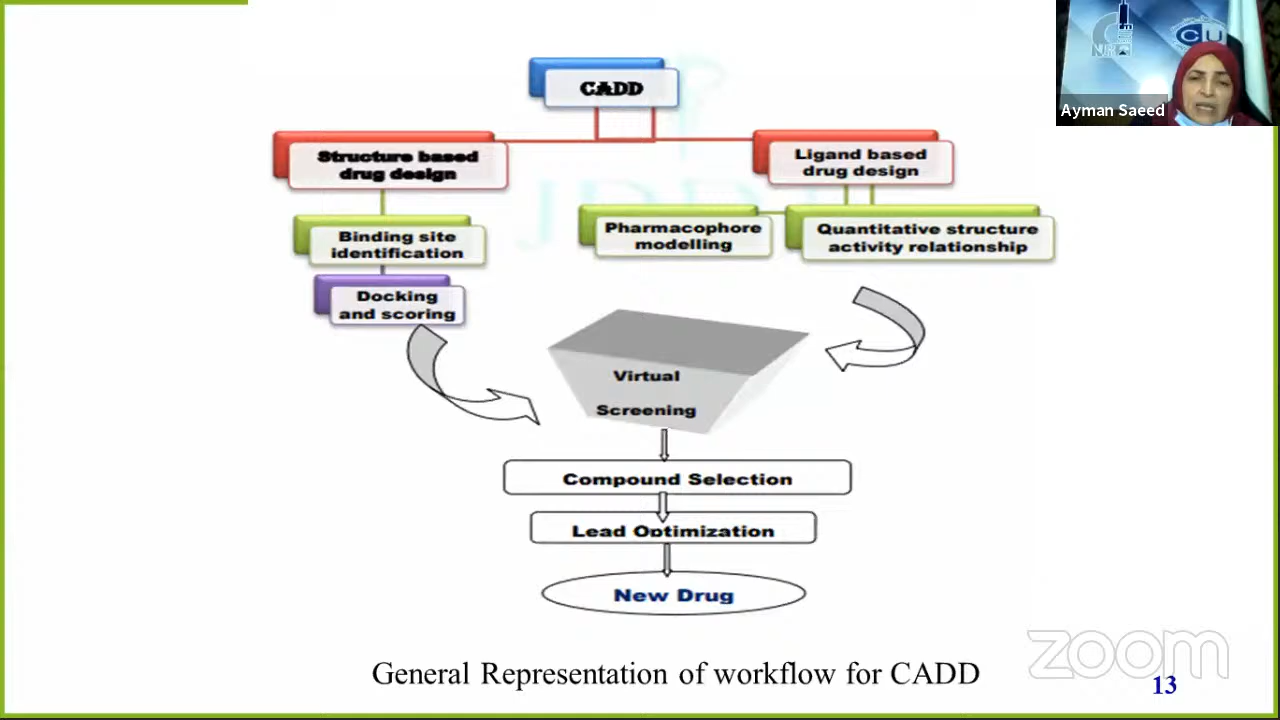 CADD
Structure based
drug design
Ligand based
drug design
Binding site
identification
Pharmacophore
modelling
Quantitative structure
activity relationship
Docking
and scoring
Virtual
Screening
Compound Selection
Lead Optimization
New Drug
General Representation of workflow for CADD
13
zoom
Ayman Saeed
CU